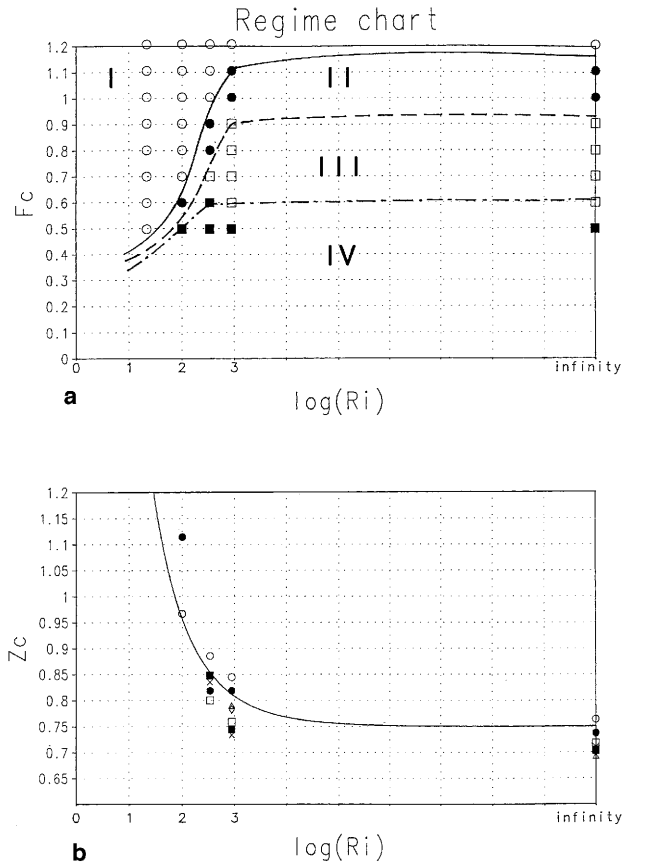 Regime chart
1.2
I
II
1.1
1
0.9
0.8
III
0.7
Fc
0.6
0.5
IV
0.4
0.3
0.2
0.1
0
0 1 2 3 infinity
a
log(Ri)
1.2
1.15
1.1
1.05
1
0.95
0.9
Zc
0.85
0.8
0.75
0.7
0.65
0 1 2 3 infinity
log(Ri)
b